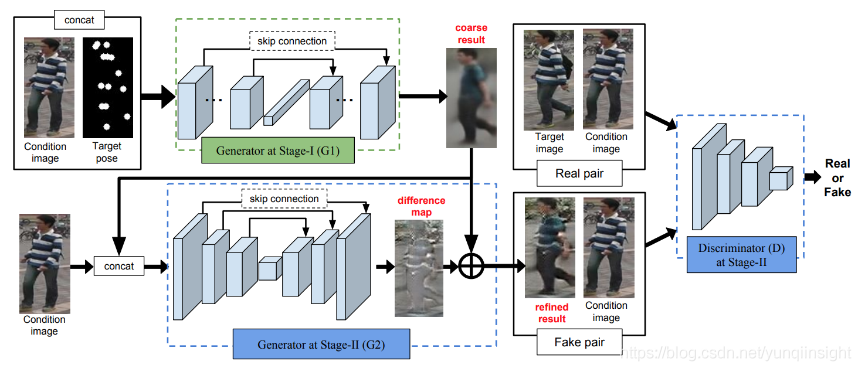 concat
Condition
image
Target
pose
skip connection
Generator at Stage-I (G1)
coarse
result
Target
image
Condition
image
Real pair
Real
or
Fake
Discriminator (D)
at Stage-II
Condition
image
concat
skip connection
difference
map
Generator at Stage-II (G2)
refined
result
Condition
image
Fake pair
https://blog.csdn.net/yunqiinsight